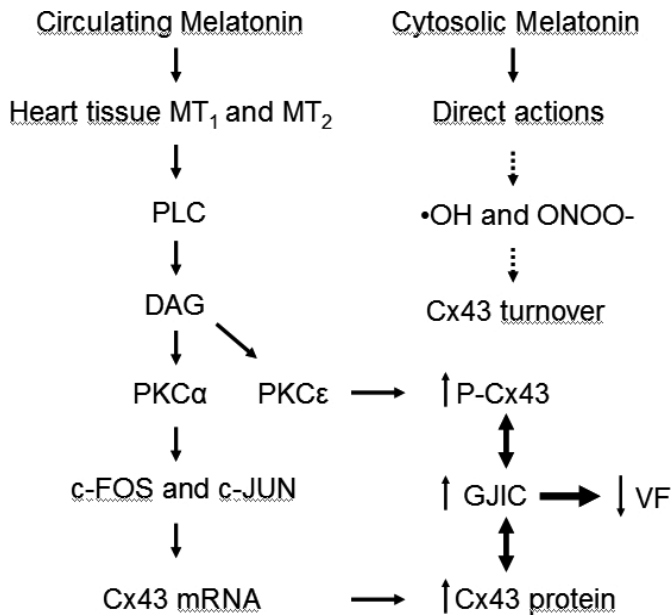 Circulating Melatonin Cytosolic Melatonin
Heart tissue MT₁ and MT₂ Direct actions
PLC •OH and ONOO-
DAG Cx43 turnover
PKCα PKCε P-Cx43
c-FOS and c-JUN GJIC VF
Cx43 mRNA Cx43 protein